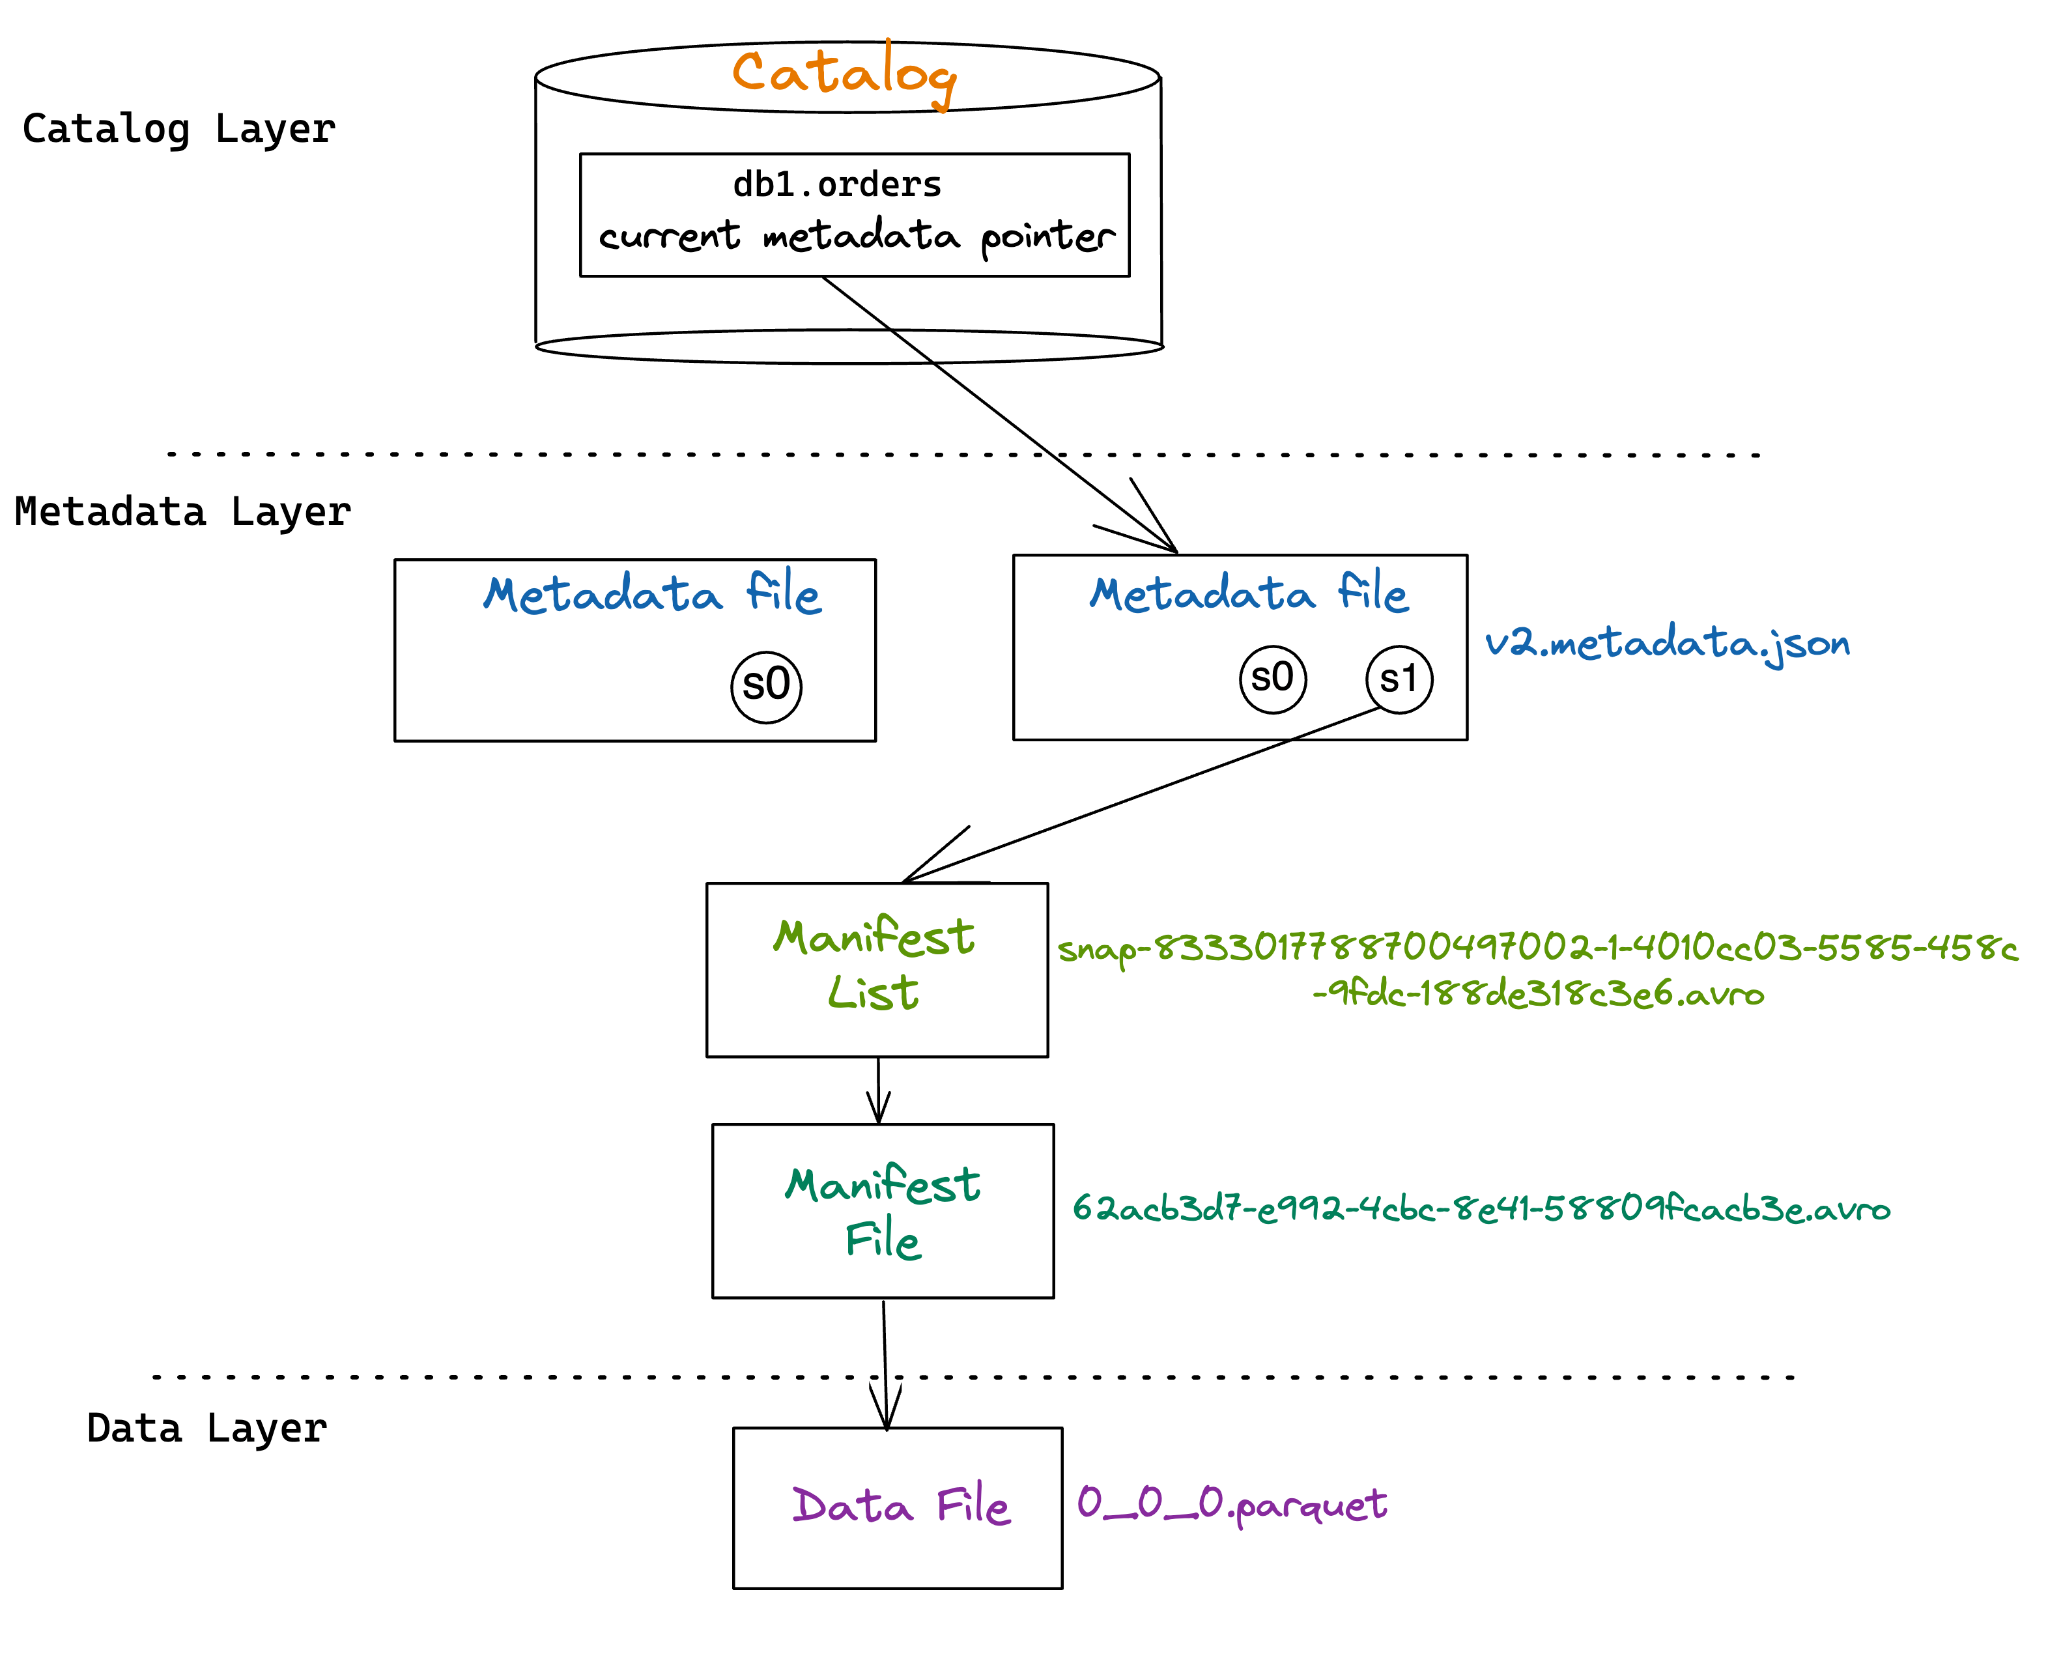 Catalog
Catalog Layer
db1.orders
current metadata pointer
Metadata Layer
Metadata file
s0
Metadata file
s0 s1
v2.metadata.json
Manifest
List
snap-8333017788700497002-1-4010cc03-5585-458c
-9fdc-188de318c3e6.avro
Manifest
File
62acb3d7-e992-4cbc-8e41-58809fcacb3e.avro
Data Layer
Data File
0_0_0.parquet